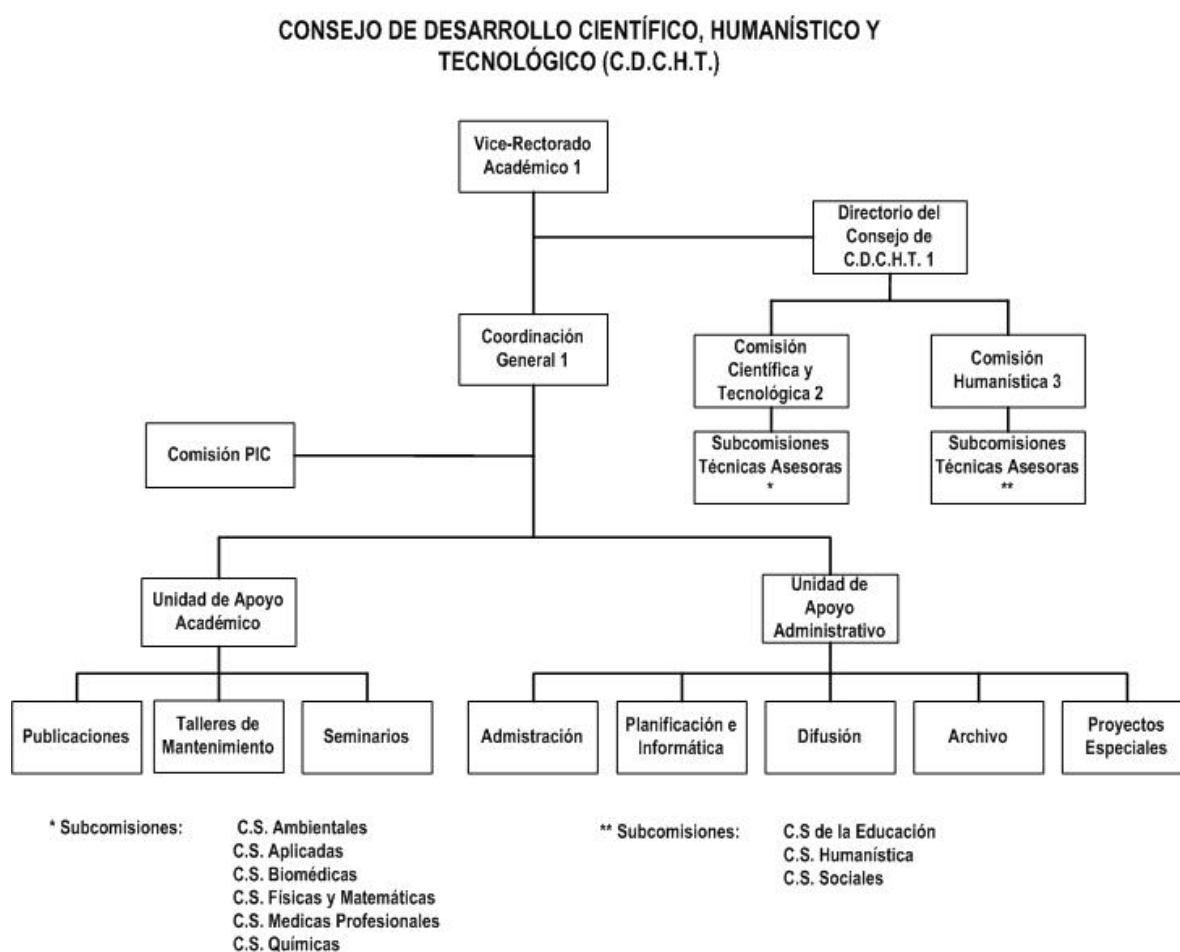 CONSEJO DE DESARROLLO CIENTÍFICO, HUMANÍSTICO Y
TECNOLÓGICO (C.D.C.H.T.)
Vice-Rectorado
Académico 1
Directorio del
Consejo de
C.D.C.H.T. 1
Coordinación
General 1
Comisión
Científica y
Tecnológica 2
Comisión
Humanística 3
Comisión PIC
Subcomisiones
Técnicas Asesoras
*
Subcomisiones
Técnicas Asesoras
**
Unidad de Apoyo
Académico
Unidad de
Apoyo
Administrativo
Publicaciones
Talleres de
Mantenimiento
Seminarios
Admistración
Planificación e
Informática
Difusión
Archivo
Proyectos
Especiales
* Subcomisiones:
C.S. Ambientales
C.S. Aplicadas
C.S. Biomédicas
C.S. Físicas y Matemáticas
C.S. Medicas Profesionales
C.S. Químicas
** Subcomisiones:
C.S de la Educación
C.S. Humanística
C.S. Sociales